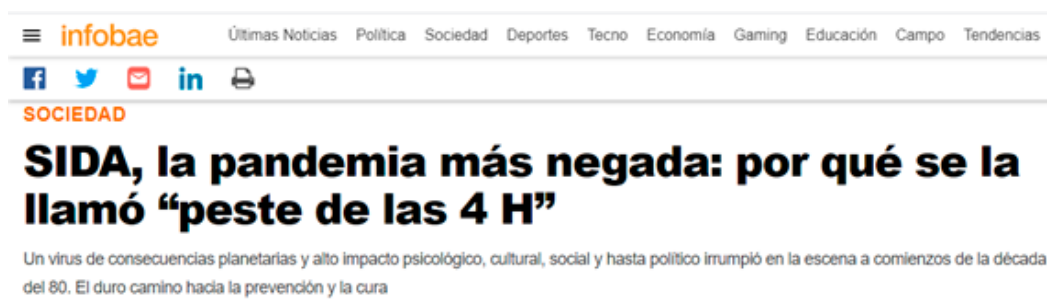 infobae Últimas Noticias Política Sociedad Deportes Tecno Economía Gaming Educación Campo Tendencias
SOCIEDAD
SIDA, la pandemia más negada: por qué se la
llamó “peste de las 4 H”
Un virus de consecuencias planetarias y alto impacto psicológico, cultural, social y hasta político irrumpió en la escena a comienzos de la década
del 80. El duro camino hacia la prevención y la cura